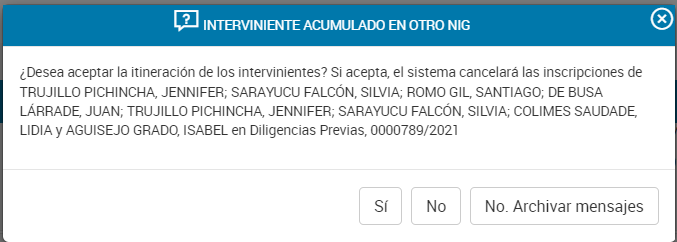 INTERVINIENTE ACUMULADO EN OTRO NIG
¿Desea aceptar la itineración de los intervinientes? Si acepta, el sistema cancelará las inscripciones de
TRUJILLO PICHINCHA, JENNIFER; SARAYUCU FALCÓN, SILVIA; ROMO GIL, SANTIAGO; DE BUSA
LÁRRADE, JUAN; TRUJILLO PICHINCHA, JENNIFER; SARAYUCU FALCÓN, SILVIA; COLIMES SAUDADE,
LIDIA y AGUISEJO GRADO, ISABEL en Diligencias Previas, 0000789/2021
Sí No No. Archivar mensajes